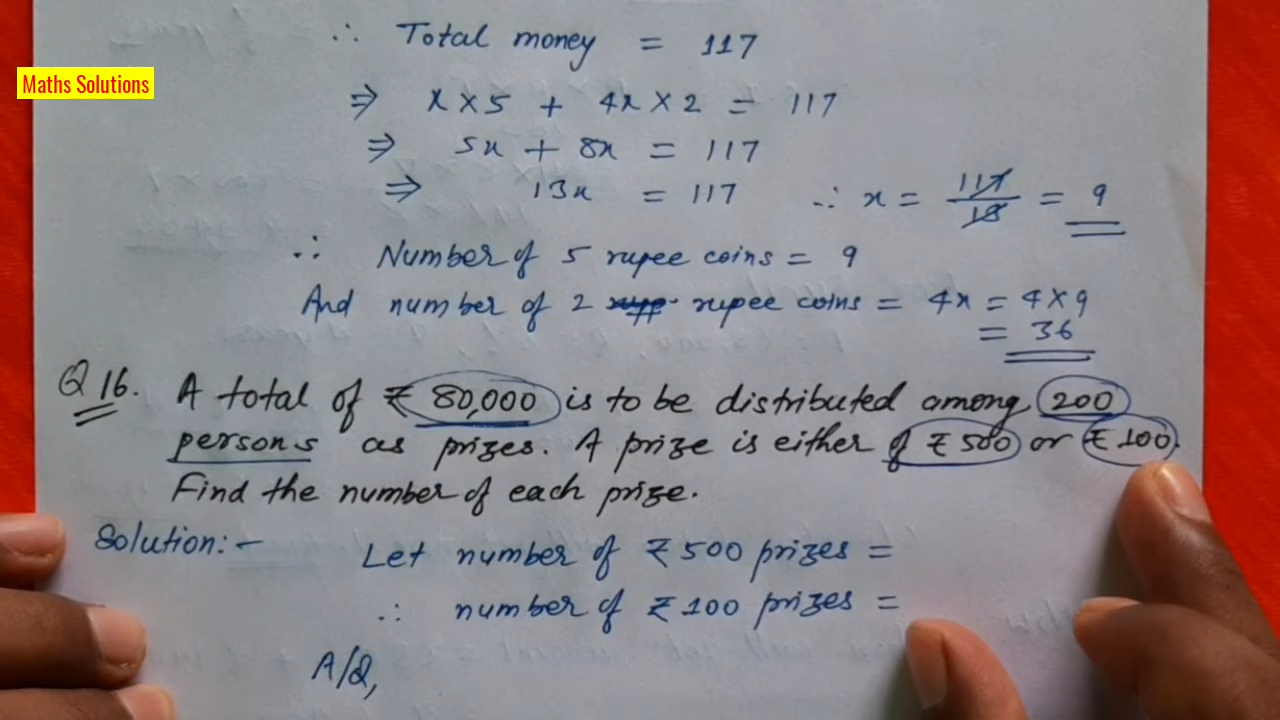 ∴ Total money = 117
Maths Solutions
⇒ x × 5 + 4x × 2 = 117
⇒ 5x + 8x = 117
⇒ 13x = 117 ∴ x = 117/13 = 9
∴ Number of 5 rupee coins = 9
And number of 2 rupee coins = 4x = 4 × 9
= 36
Q 16. A total of ₹ 80,000 is to be distributed among 200
persons as prizes. A prize is either of ₹ 500 or ₹ 100.
Find the number of each prize.
Solution:- Let number of ₹ 500 prizes =
∴ number of ₹ 100 prizes =
A/Q,